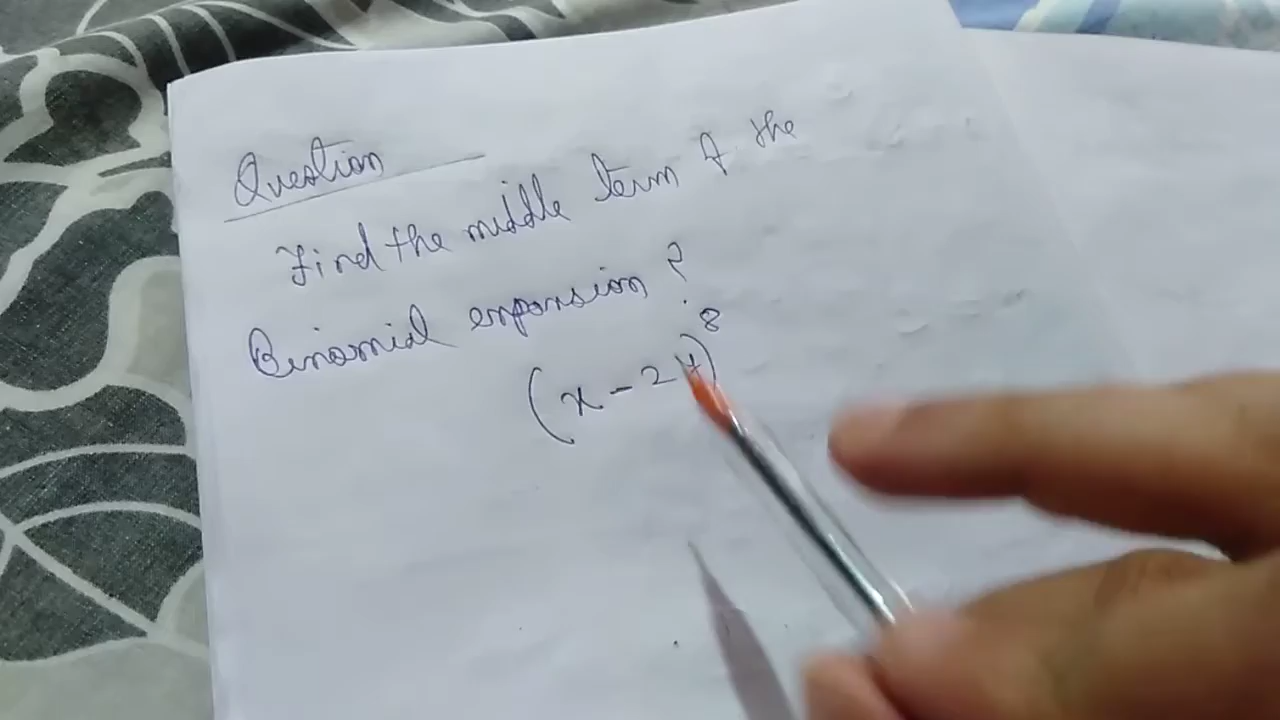 Question
Find the middle term of the
Binomial expansion?
(x - 2y)^8